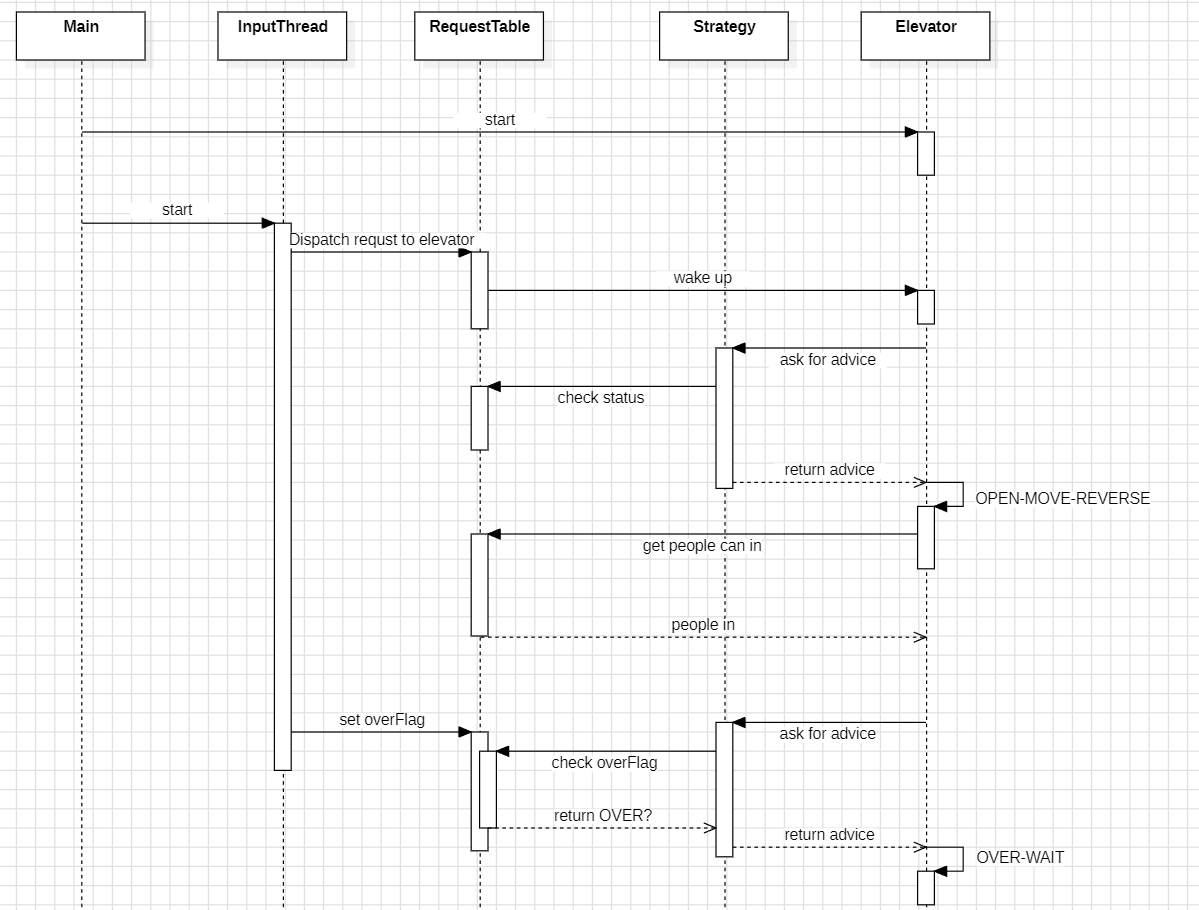 Main
InputThread
RequestTable
Strategy
Elevator
start
start
Dispatch requst to elevator
wake up
ask for advice
check status
return advice
OPEN-MOVE-REVERSE
get people can in
people in
set overFlag
ask for advice
check overFlag
return OVER?
return advice
OVER-WAIT